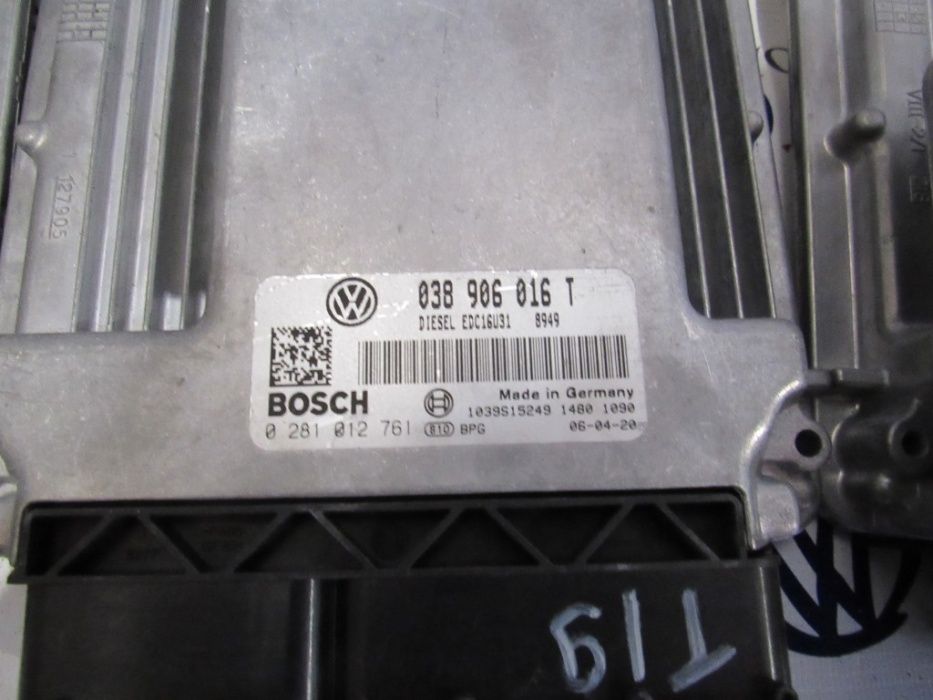 127905
038 906 016 T
DIESEL EDC16U31 8949
BOSCH
Made in Germany
1039S15249 1480 1090
0 281 012 761 810 BPG 06-04-20
T19